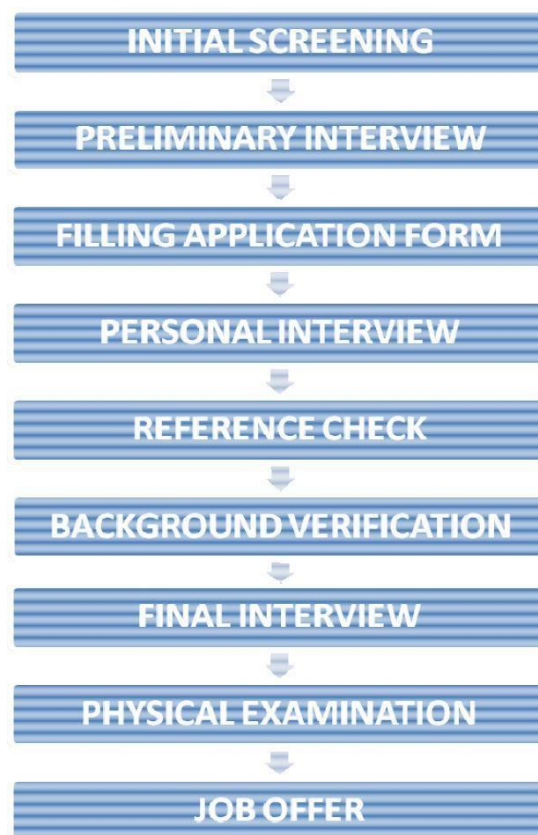 INITIAL SCREENING
PRELIMINARY INTERVIEW
FILLING APPLICATION FORM
PERSONAL INTERVIEW
REFERENCE CHECK
BACKGROUND VERIFICATION
FINAL INTERVIEW
PHYSICAL EXAMINATION
JOB OFFER